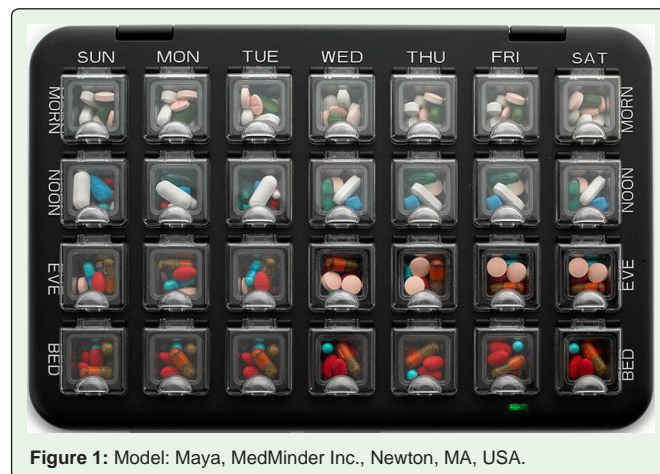 SUN MON TUE WED THU FRI SAT
MORN MORN
NOON NOON
EVE EVE
BED BED
Figure 1: Model: Maya, MedMinder Inc., Newton, MA, USA.